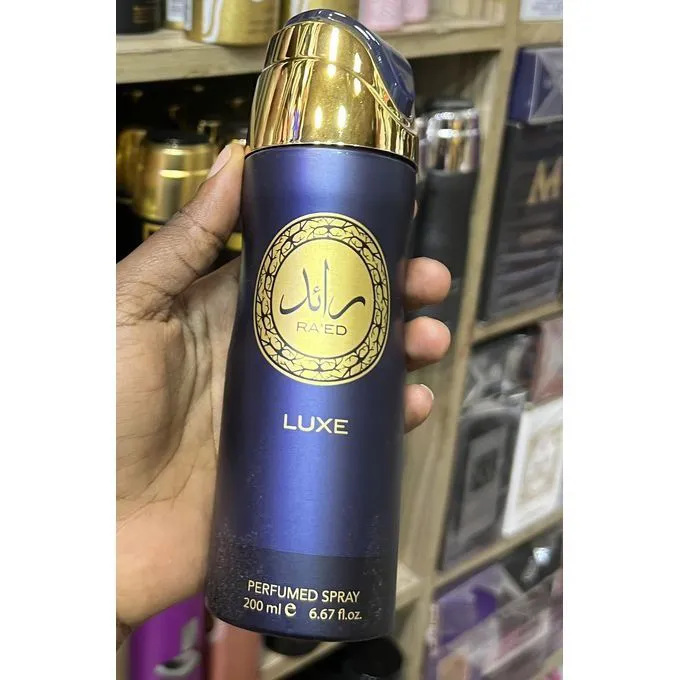 رائد
RA'ED
LUXE
PERFUMED SPRAY
200 ml e 6.67 fl.oz.
M